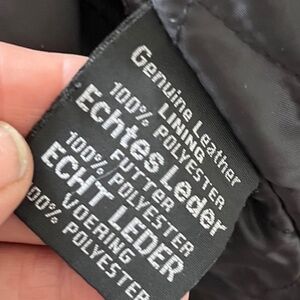 Genuine Leather
LINING
100% POLYESTER
Echtes Leder
FUTTER
100% POLYESTER
ECHT LEDER
VOERING
100% POLYESTER